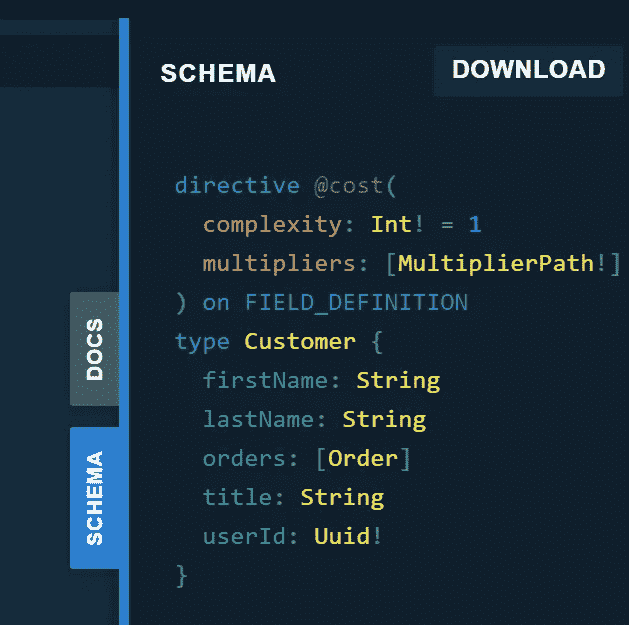 SCHEMA
DOWNLOAD
directive @cost(
  complexity: Int! = 1
  multipliers: [MultiplierPath!]
) on FIELD_DEFINITION
type Customer {
  firstName: String
  lastName: String
  orders: [Order]
  title: String
  userId: Uuid!
}
DOCS
SCHEMA